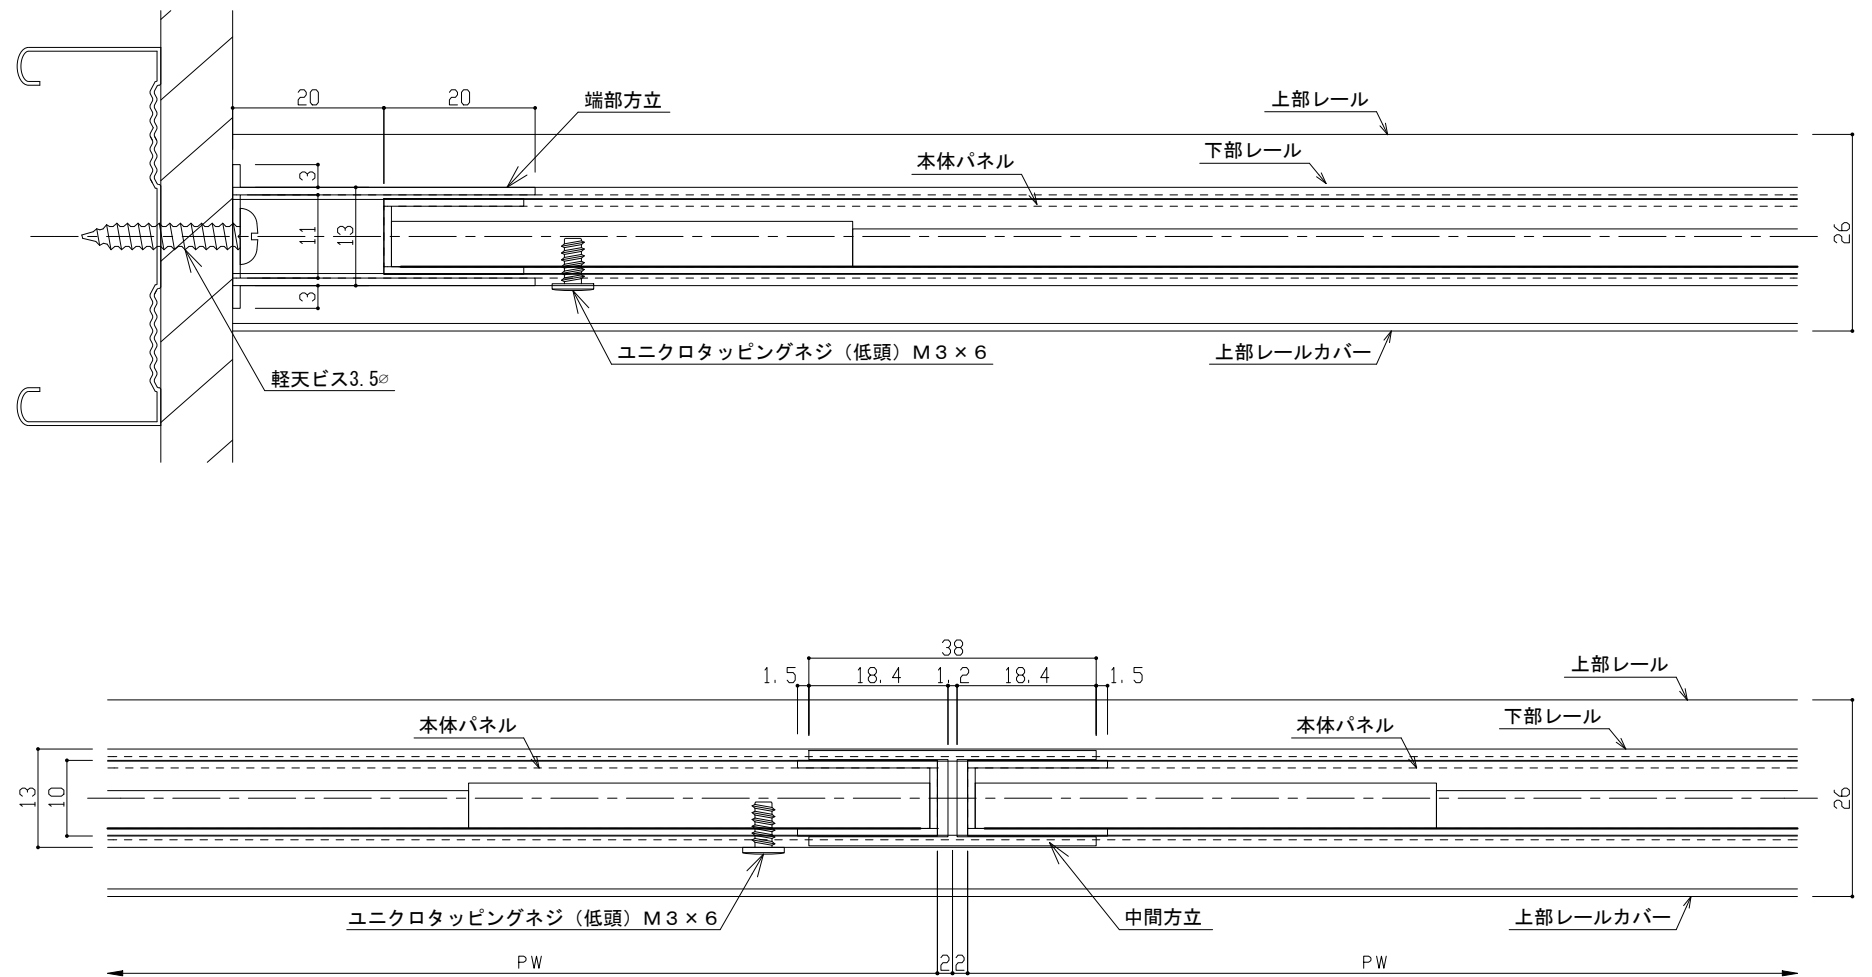 20
20
端部方立
上部レール
下部レール
本体パネル
3
11
13
3
26
ユニクロタッピングネジ（低頭）Ｍ３×６
上部レールカバー
軽天ビス3.5∅
38
1.5
18.4
1.2
18.4
1.5
上部レール
本体パネル
本体パネル
下部レール
13
10
26
ユニクロタッピングネジ（低頭）Ｍ３×６
中間方立
上部レールカバー
PW
2
2
PW